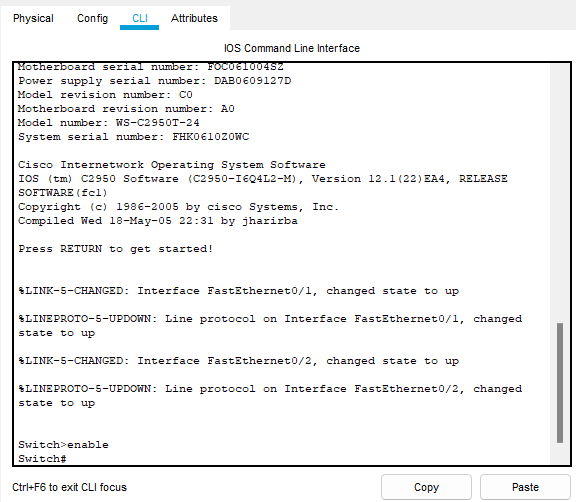 Physical Config CLI Attributes
IOS Command Line Interface
Motherboard serial number: FOC061004SZ
Power supply serial number: DAB0609127D
Model revision number: C0
Motherboard revision number: A0
Model number: WS-C2950T-24
System serial number: FHK0610Z0WC
Cisco Internetwork Operating System Software
IOS (tm) C2950 Software (C2950-I6Q4L2-M), Version 12.1(22)EA4, RELEASE
SOFTWARE(fc1)
Copyright (c) 1986-2005 by cisco Systems, Inc.
Compiled Wed 18-May-05 22:31 by jharirba
Press RETURN to get started!
%LINK-5-CHANGED: Interface FastEthernet0/1, changed state to up
%LINEPROTO-5-UPDOWN: Line protocol on Interface FastEthernet0/1, changed
state to up
%LINK-5-CHANGED: Interface FastEthernet0/2, changed state to up
%LINEPROTO-5-UPDOWN: Line protocol on Interface FastEthernet0/2, changed
state to up
Switch>enable
Switch#
Ctrl+F6 to exit CLI focus Copy Paste